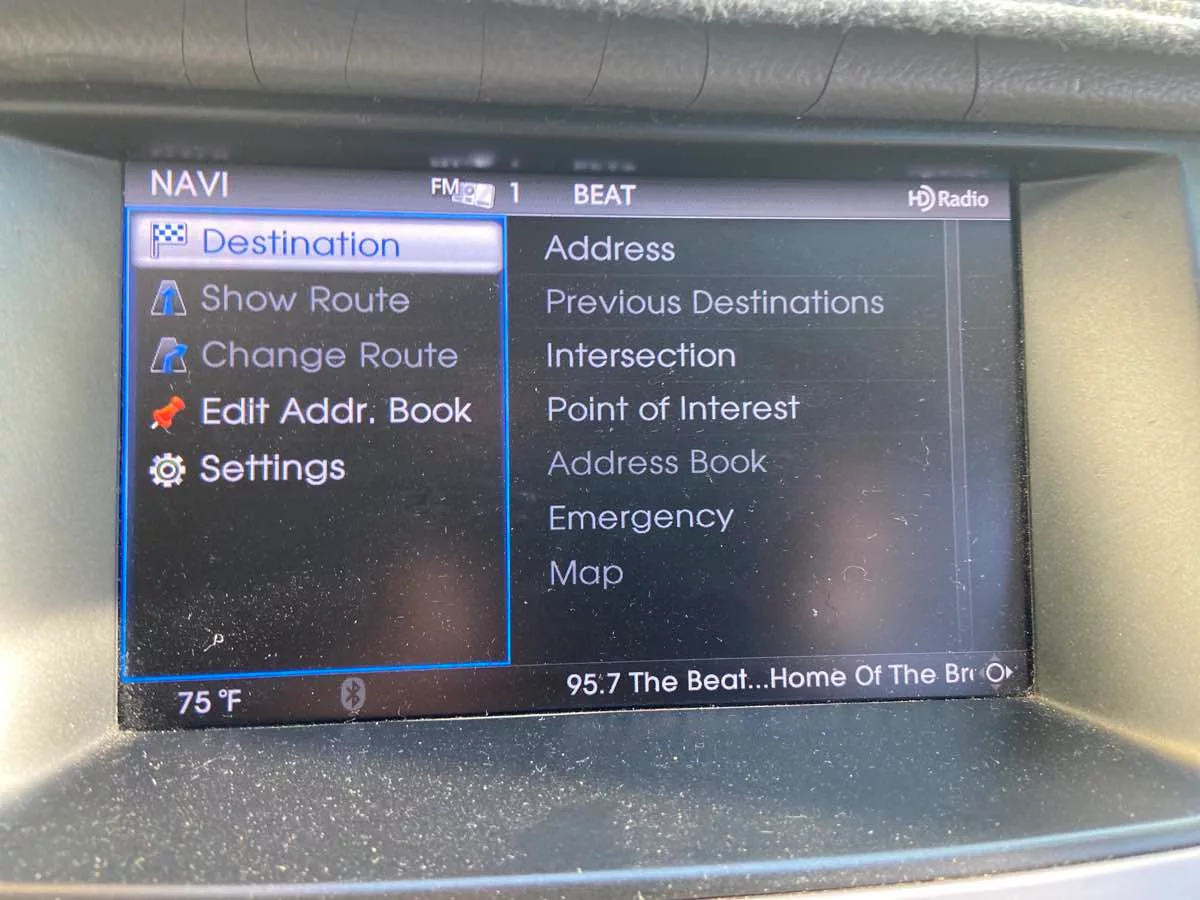 NAVI FM 1 BEAT HD Radio
Destination
Show Route
Change Route
Edit Addr. Book
Settings
Address
Previous Destinations
Intersection
Point of Interest
Address Book
Emergency
Map
75 °F 95.7 The Beat...Home Of The